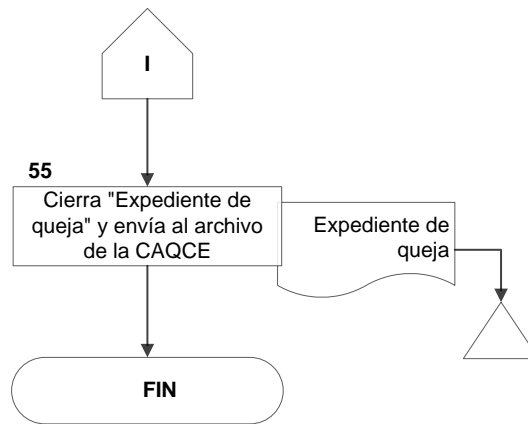 I
55
Cierra "Expediente de
queja" y envía al archivo
de la CAQCE
Expediente de
queja
FIN